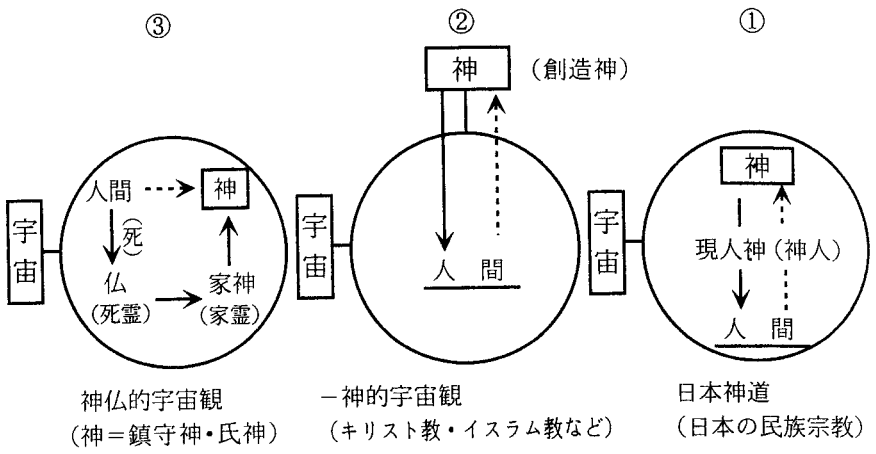 ③
②
①
神
(創造神)
宇宙
人間
神
(死)
仏
(死霊)
家神
(家霊)
宇宙
人間
宇宙
神
現人神(神人)
人間
神仏的宇宙観
(神=鎮守神・氏神)
一神的宇宙観
(キリスト教・イスラム教など)
日本神道
(日本の民族宗教)